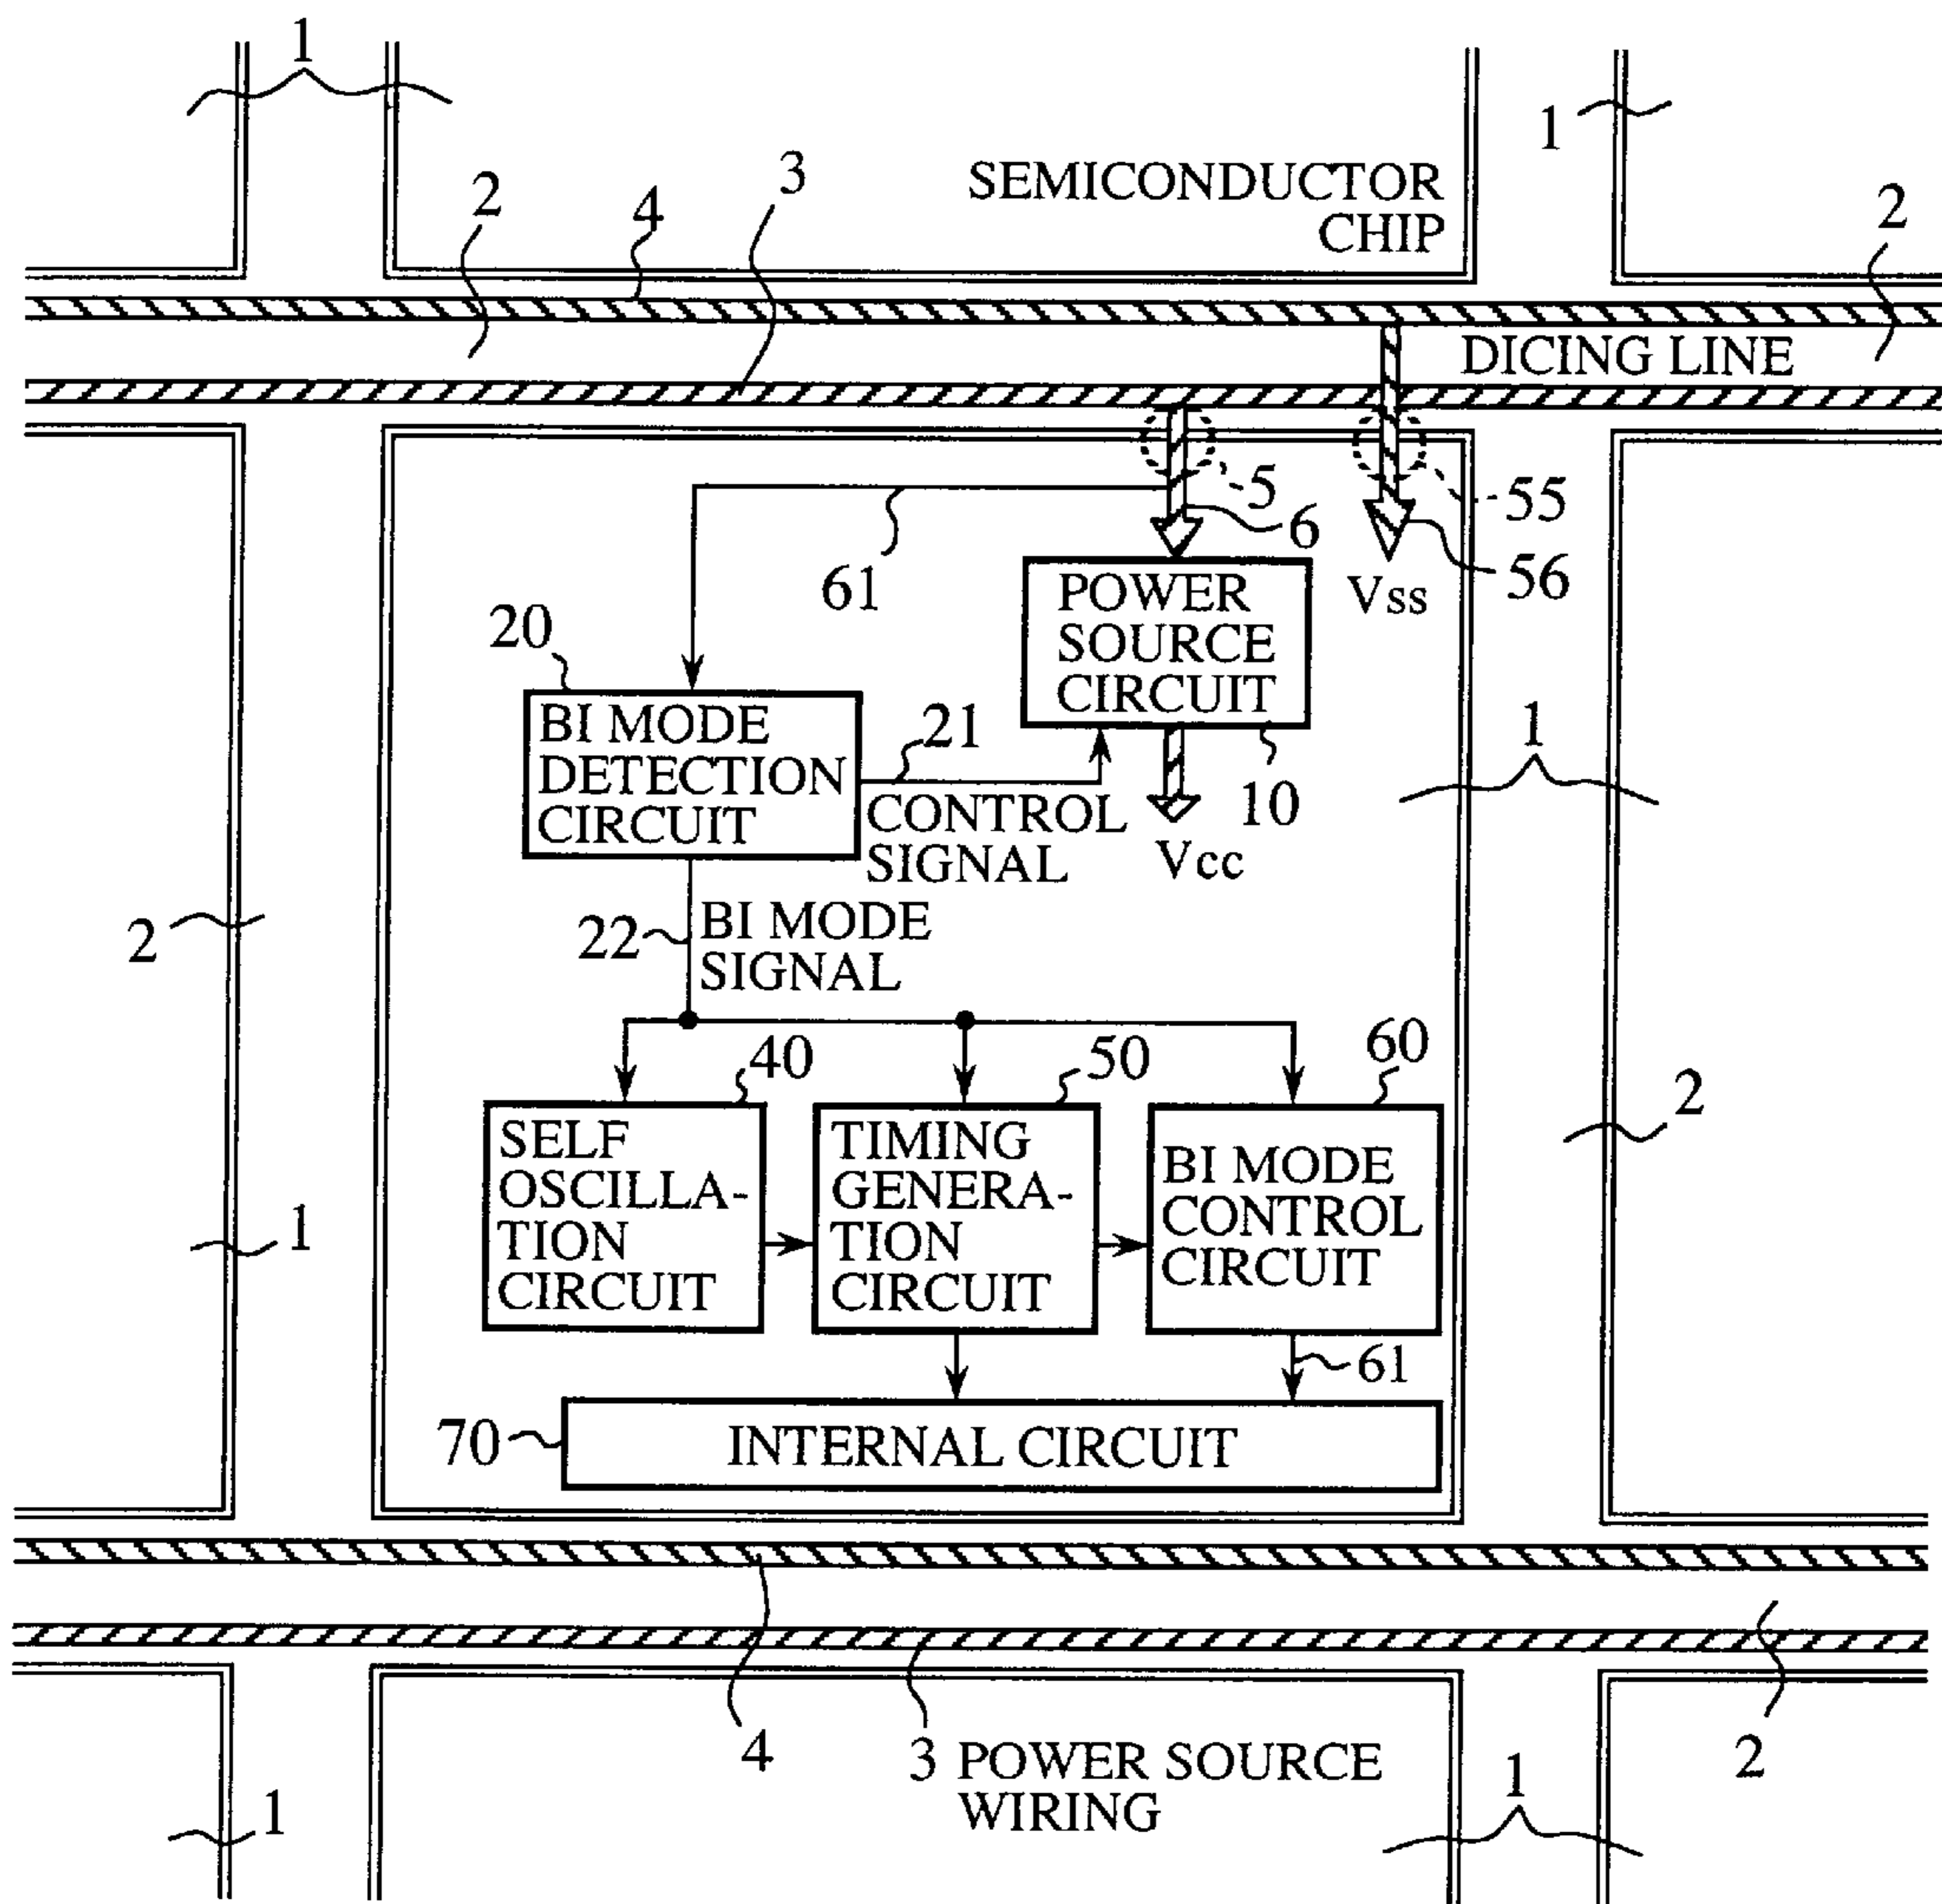 1
1
SEMICONDUCTOR
CHIP
2
4
3
2
DICING LINE
5
55
6
56
61
Vss
POWER
SOURCE
CIRCUIT
20
BI MODE
DETECTION
CIRCUIT
21
CONTROL
SIGNAL
10
Vcc
1
2
22
BI MODE
SIGNAL
40
50
60
2
SELF
OSCILLA-
TION
CIRCUIT
TIMING
GENERA-
TION
CIRCUIT
BI MODE
CONTROL
CIRCUIT
1
61
70
INTERNAL CIRCUIT
4
3 POWER SOURCE
WIRING
2
1
1